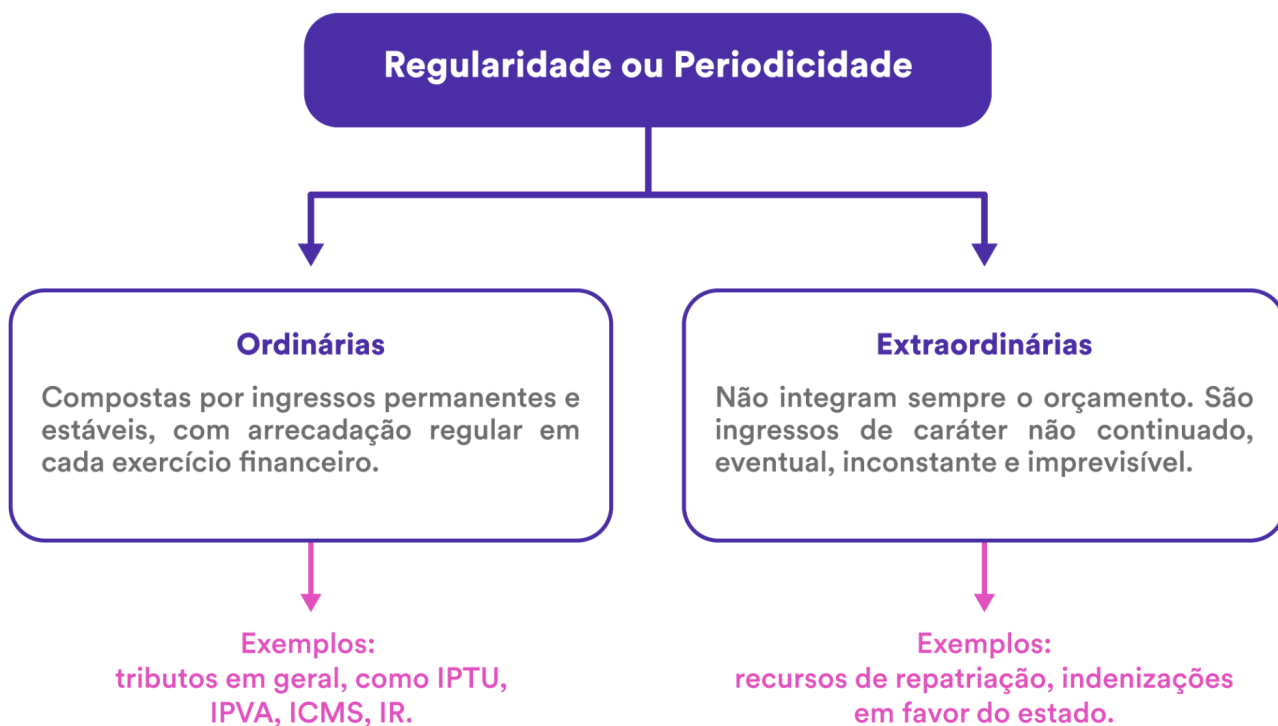 Regularidade ou Periodicidade
Ordinárias
Compostas por ingressos permanentes e
estáveis, com arrecadação regular em
cada exercício financeiro.
Exemplos:
tributos em geral, como IPTU,
IPVA, ICMS, IR.
Extraordinárias
Não integram sempre o orçamento. São
ingressos de caráter não continuado,
eventual, inconstante e imprevisível.
Exemplos:
recursos de repatriação, indenizações
em favor do estado.